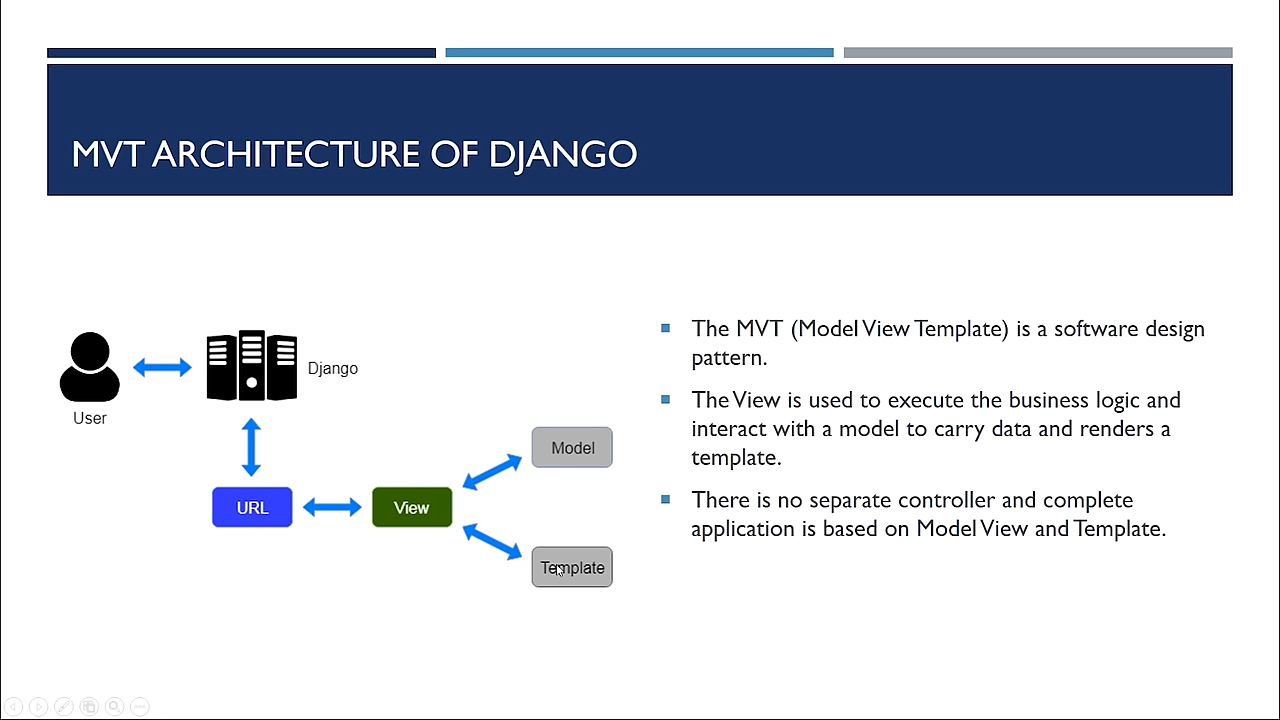 MVT ARCHITECTURE OF DJANGO
User
Django
URL
View
Model
Template
The MVT (Model View Template) is a software design
pattern.
The View is used to execute the business logic and
interact with a model to carry data and renders a
template.
There is no separate controller and complete
application is based on Model View and Template.